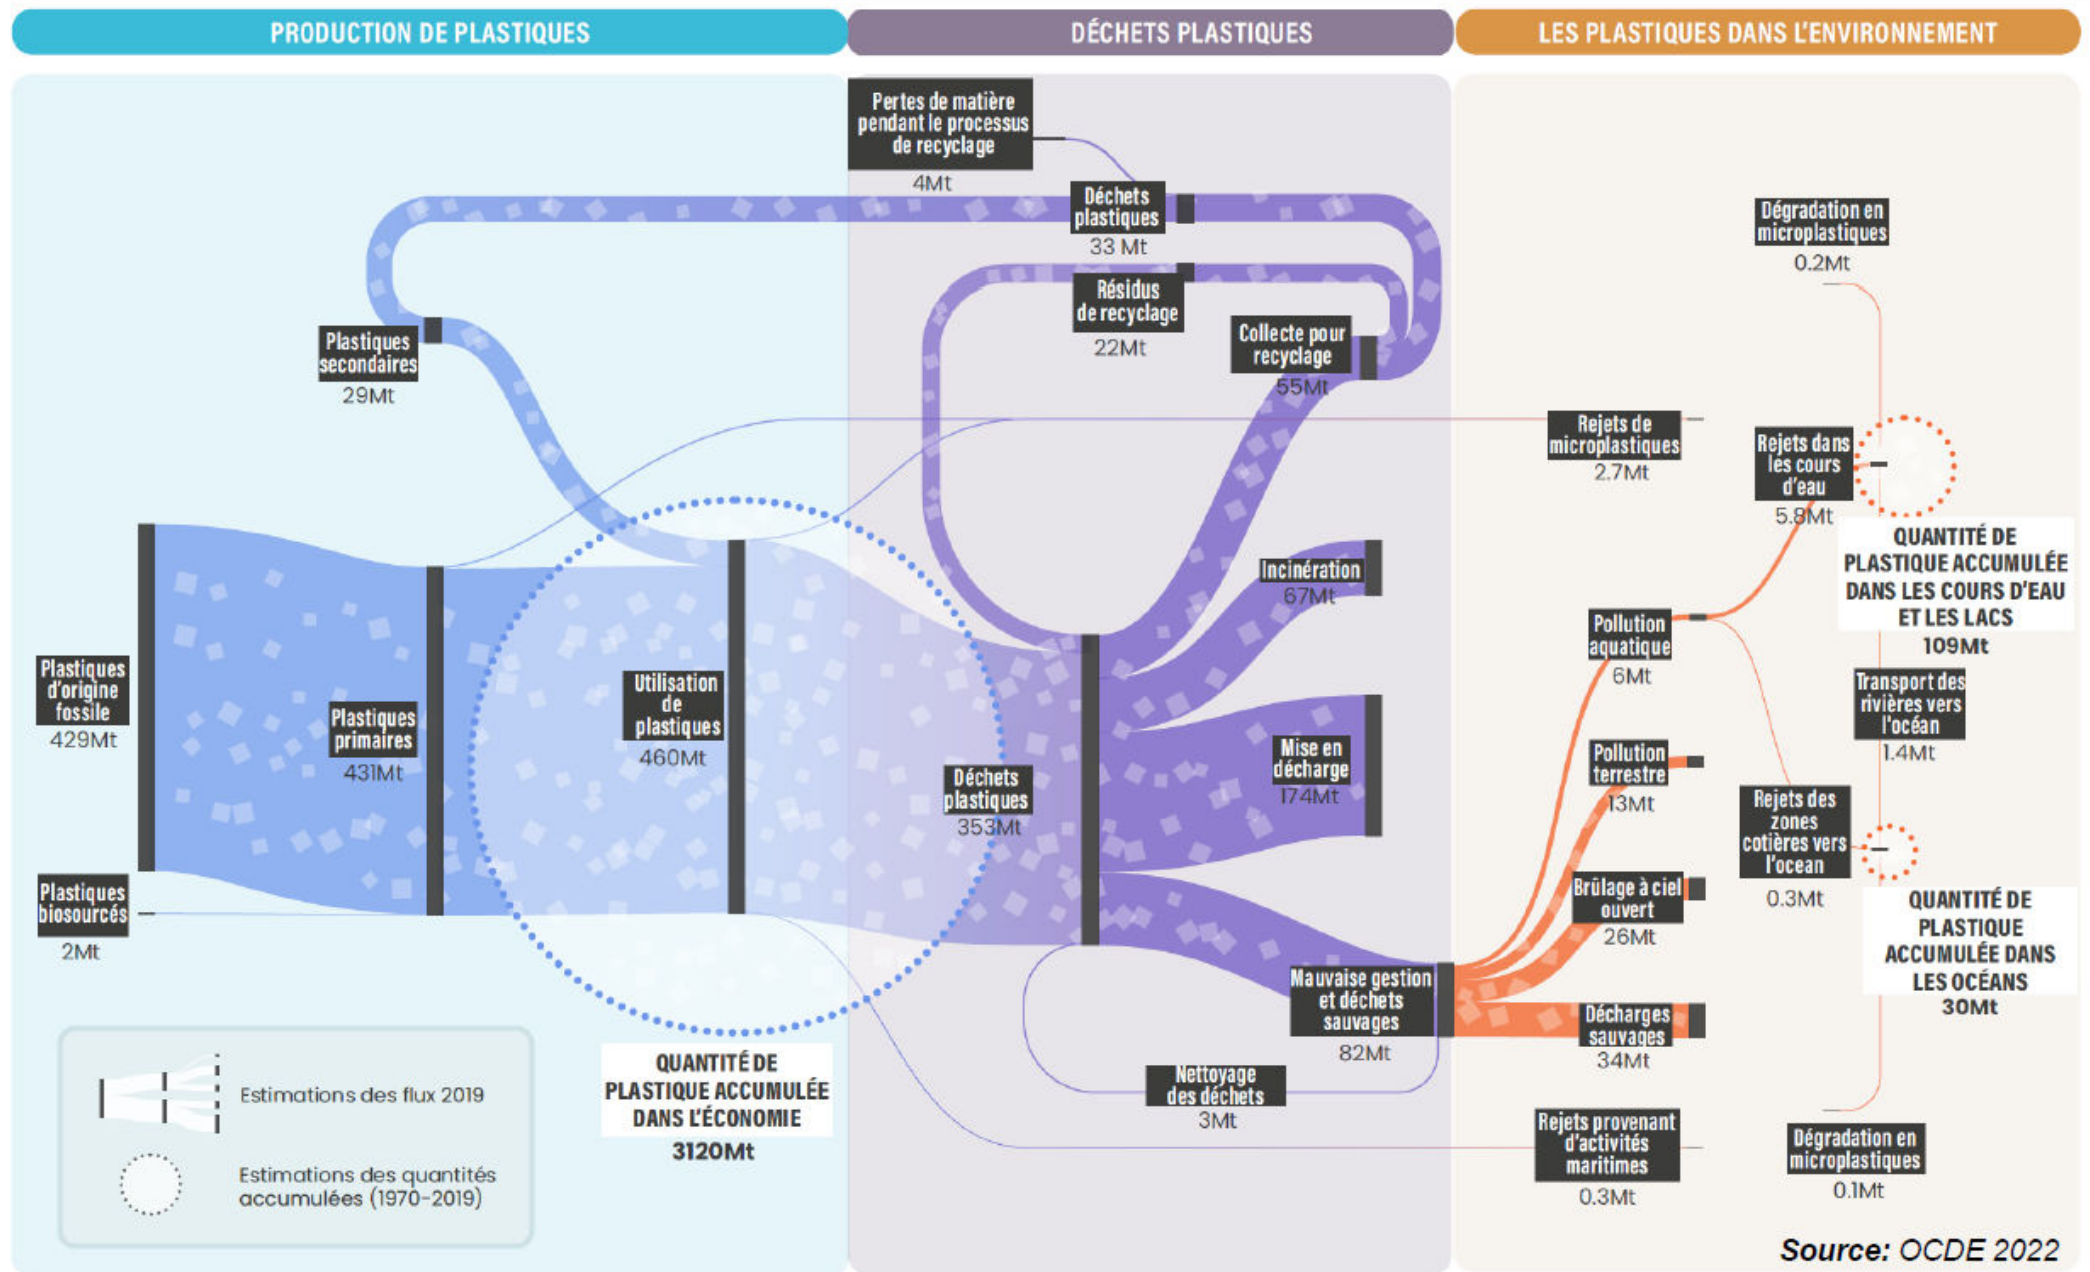 PRODUCTION DE PLASTIQUES
DÉCHETS PLASTIQUES
LES PLASTIQUES DANS L'ENVIRONNEMENT
Pertes de matière
pendant le processus
de recyclage
4Mt
Déchets
plastiques
33 Mt
Résidus
de recyclage
22Mt
Collecte pour
recyclage
55Mt
Plastiques
secondaires
29Mt
Plastiques
d'origine
fossile
429Mt
Plastiques
biosourcés
2Mt
Plastiques
primaires
431Mt
Utilisation
de
plastiques
460Mt
QUANTITÉ DE
PLASTIQUE ACCUMULÉE
DANS L'ÉCONOMIE
3120Mt
Déchets
plastiques
353Mt
Incinération
67Mt
Mise en
décharge
174Mt
Mauvaise gestion
et déchets
sauvages
82Mt
Nettoyage
des déchets
3Mt
Dégradation en
microplastiques
0.2Mt
Rejets de
microplastiques
2.7Mt
Rejets dans
les cours
d'eau
5.8Mt
QUANTITÉ DE
PLASTIQUE ACCUMULÉE
DANS LES COURS D'EAU
ET LES LACS
109Mt
Pollution
aquatique
6Mt
Transport des
rivières vers
l'océan
1.4Mt
Pollution
terrestre
13Mt
Rejets des
zones
cotières vers
l'ocean
0.3Mt
Brûlage à ciel
ouvert
26Mt
QUANTITÉ DE
PLASTIQUE
ACCUMULÉE DANS
LES OCÉANS
30Mt
Décharges
sauvages
34Mt
Rejets provenant
d'activités
maritimes
0.3Mt
Dégradation en
microplastiques
0.1Mt
Estimations des flux 2019
Estimations des quantités
accumulées (1970-2019)
Source: OCDE 2022